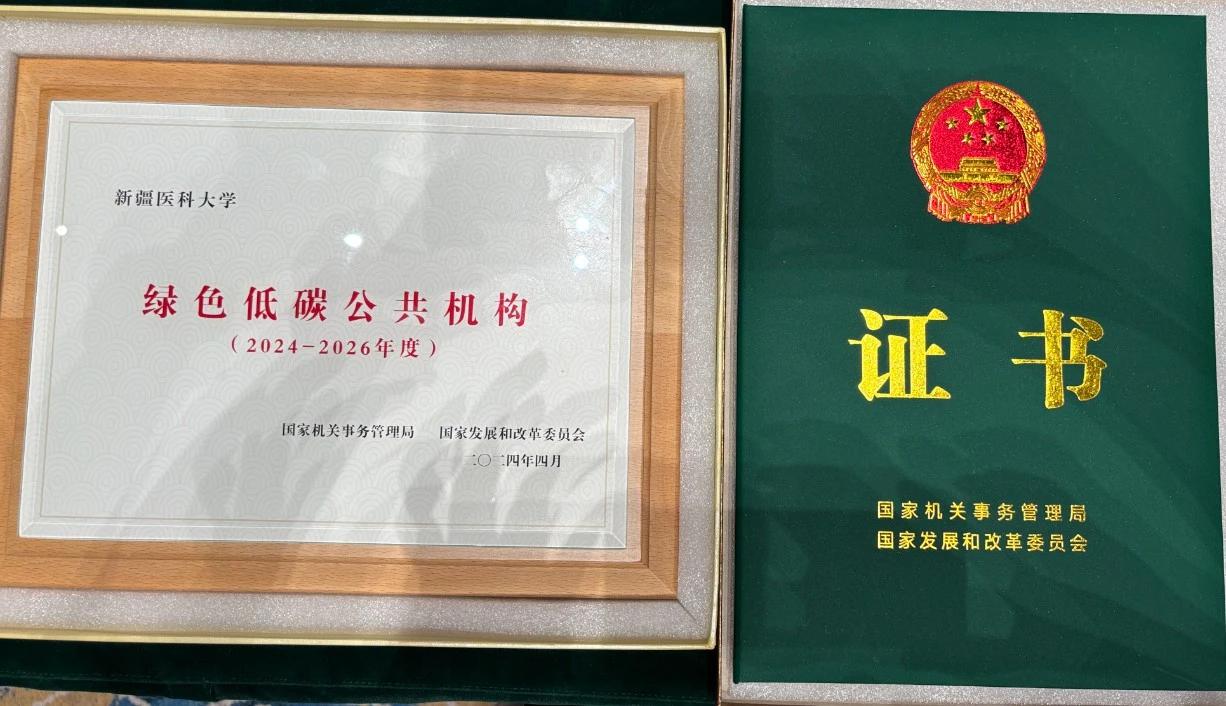 新疆医科大学
绿色低碳公共机构
（2024-2026年度）
国家机关事务管理局 国家发展和改革委员会
二〇二四年四月
证书
国家机关事务管理局
国家发展和改革委员会